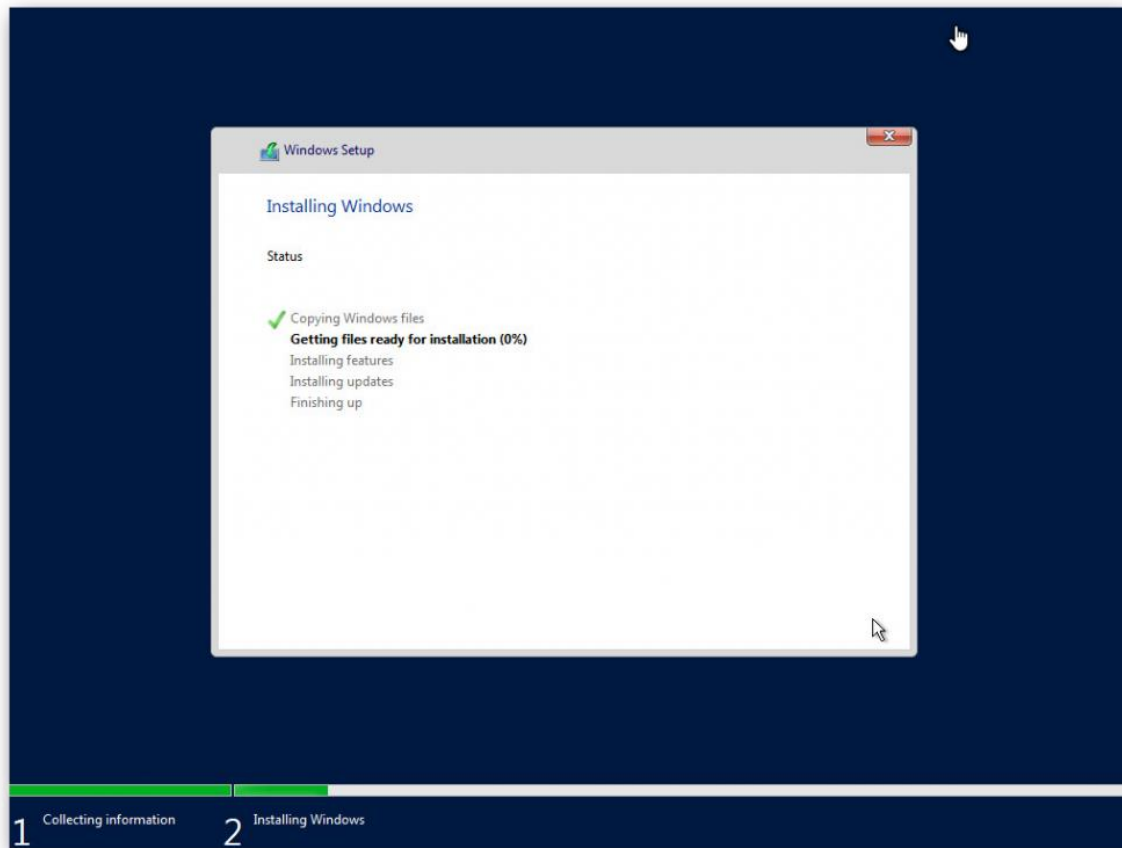 Windows Setup
Installing Windows
Status
Copying Windows files
Getting files ready for installation (0%)
Installing features
Installing updates
Finishing up
1 Collecting information
2 Installing Windows